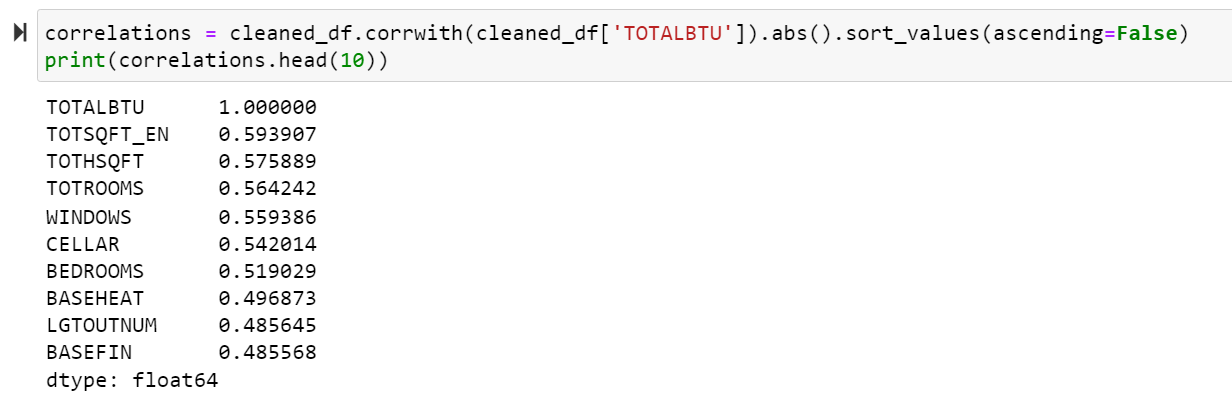 correlations = cleaned_df.corrwith(cleaned_df['TOTALBTU']).abs().sort_values(ascending=False)
print(correlations.head(10))
TOTALBTU 1.000000
TOTSQFT_EN 0.593907
TOTHSQFT 0.575889
TOTROOMS 0.564242
WINDOWS 0.559386
CELLAR 0.542014
BEDROOMS 0.519029
BASEHEAT 0.496873
LGTOUTNUM 0.485645
BASEFIN 0.485568
dtype: float64